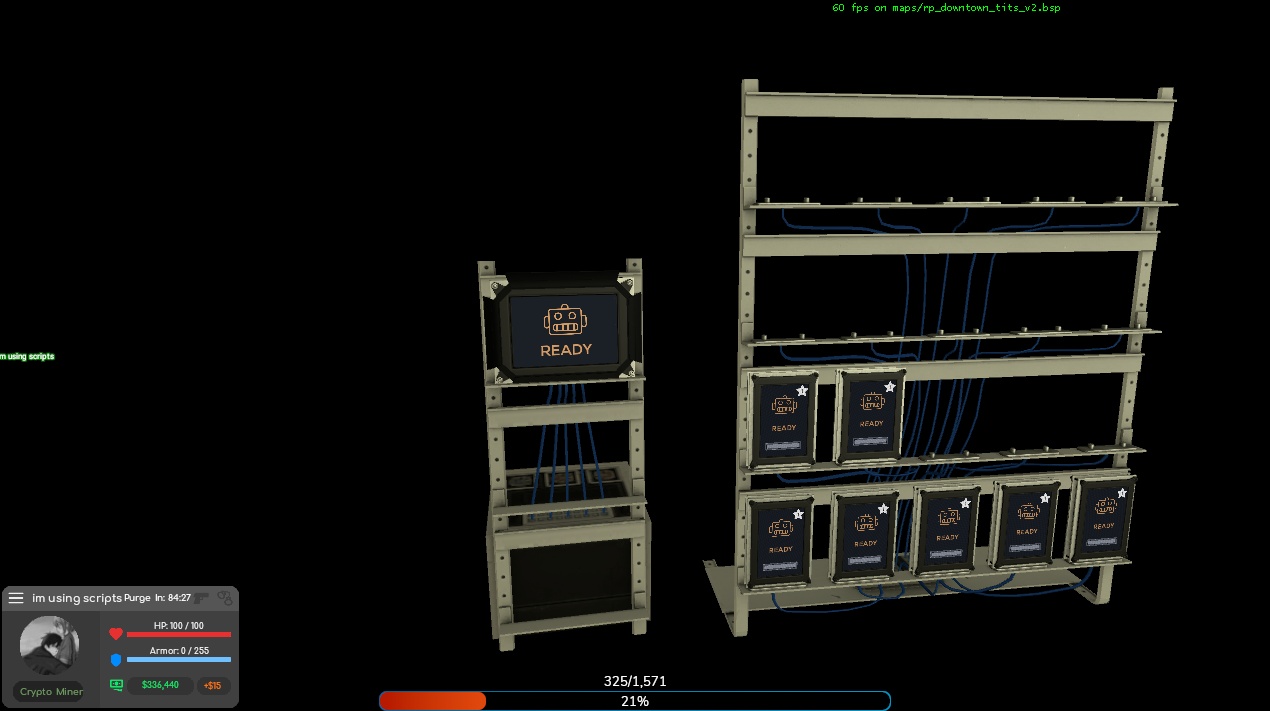 60 fps on maps/rp_downtown_tits_v2.bsp
READY
READY
READY
READY
READY
READY
READY
READY
m using scripts
im using scripts Purge In: 84:27
HP: 100 / 100
Armor: 0 / 255
$336,440 +$15
Crypto Miner
325/1,571
21%